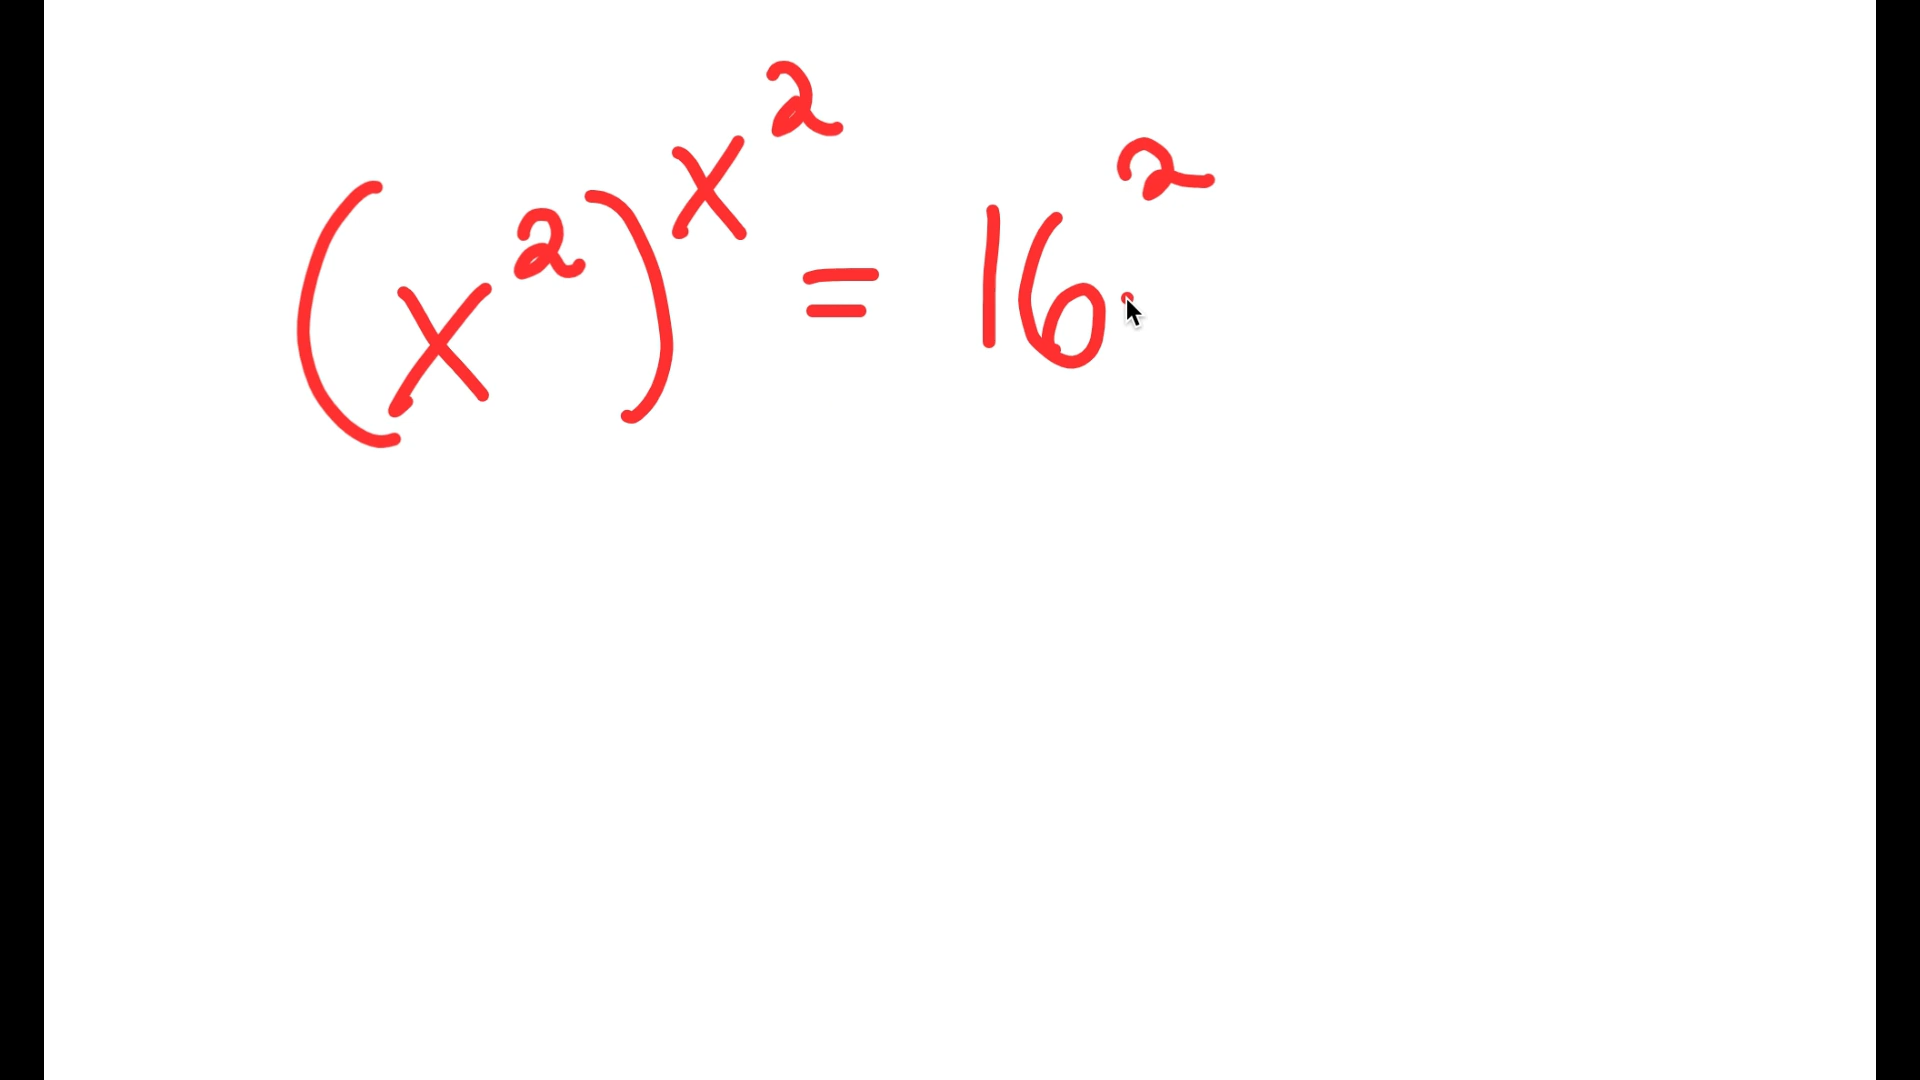 (x²)^x² = 16²